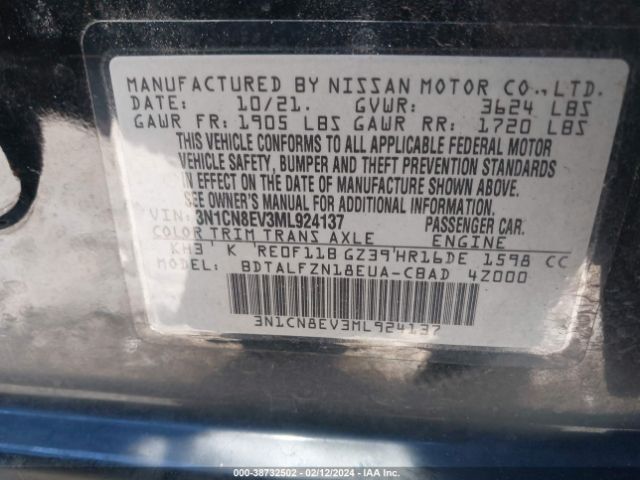 MANUFACTURED BY NISSAN MOTOR CO., LTD.
DATE: 10/21. GVWR: 3624 LBS
GAWR FR: 1905 LBS GAWR RR: 1720 LBS
THIS VEHICLE CONFORMS TO ALL APPLICABLE FEDERAL MOTOR
VEHICLE SAFETY, BUMPER AND THEFT PREVENTION STANDARDS
IN EFFECT ON THE DATE OF MANUFACTURE SHOWN ABOVE.
SEE OWNER'S MANUAL FOR ADDITIONAL INFORMATION.
VIN: 3N1CN8EV3ML924137 PASSENGER CAR.
COLOR TRIM TRANS AXLE ENGINE
KH3' K 'RE0F11B GZ39'HR16DE 1598 CC
MODEL: BDTALFZN18EUA-CBAD 4Z000
3N1CN8EV3ML924137
000-38732502 - 02/12/2024 - IAA Inc.